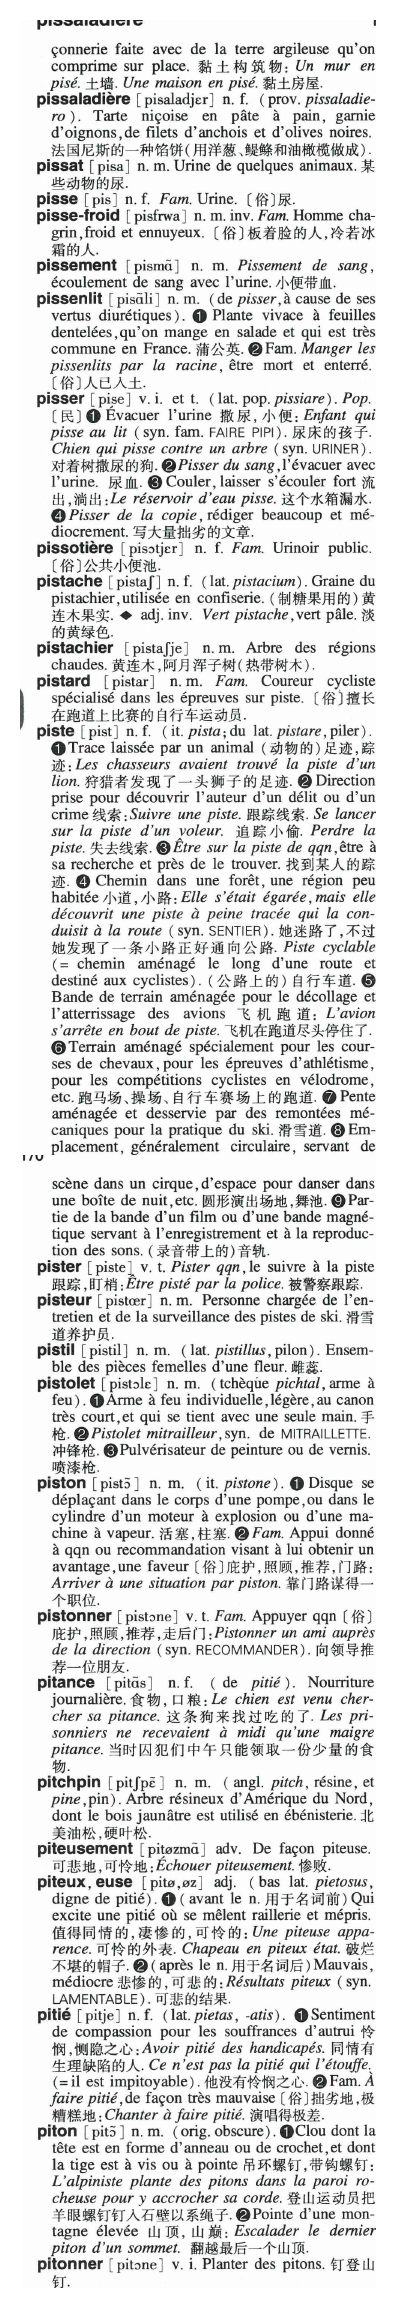 pissaladière
çonnerie faite avec de la terre argileuse qu'on
comprime sur place. 黏土构筑物: Un mur en
pisé. 土墙. Une maison en pisé. 黏土房屋.
pissaladière [pisaladjɛr] n. f. (prov. pissaladie-
ro). Tarte niçoise en pâte à pain, garnie
d'oignons, de filets d'anchois et d'olives noires.
法国尼斯的一种馅饼(用洋葱、鳀鲦和油橄榄做成).
pissat [pisa] n. m. Urine de quelques animaux. 某
些动物的尿.
pisse [pis] n. f. Fam. Urine. 〔俗〕尿.
pisse-froid [pisfrwa] n. m. inv. Fam. Homme cha-
grin, froid et ennuyeux. 〔俗〕板着脸的人,冷若冰
霜的人.
pissement [pismɑ̃] n. m. Pissement de sang,
écoulement de sang avec l'urine. 小便带血.
pissenlit [pisɑ̃li] n. m. (de pisser, à cause de ses
vertus diurétiques). ❶ Plante vivace à feuilles
dentelées, qu'on mange en salade et qui est très
commune en France. 蒲公英. ❷ Fam. Manger les
pissenlits par la racine, être mort et enterré.
〔俗〕人已入土.
pisser [pise] v. i. et t. (lat. pop. pissiare). Pop.
〔民〕❶ Évacuer l'urine 撒尿,小便: Enfant qui
pisse au lit (syn. fam. FAIRE PIPI). 尿床的孩子.
Chien qui pisse contre un arbre (syn. URINER).
对着树撒尿的狗. ❷ Pisser du sang, l'évacuer avec
l'urine. 尿血. ❸ Couler, laisser s'écouler fort 流
出,淌出: Le réservoir d'eau pisse. 这个水箱漏水.
❹ Pisser de la copie, rédiger beaucoup et mé-
diocrement. 写大量拙劣的文章.
pissotière [pisɔtjɛr] n. f. Fam. Urinoir public.
〔俗〕公共小便池.
pistache [pistaʃ] n. f. (lat. pistacium). Graine du
pistachier, utilisée en confiserie. (制糖果用的)黄
连木果实. ◆ adj. inv. Vert pistache, vert pâle. 淡
的黄绿色.
pistachier [pistaʃje] n. m. Arbre des régions
chaudes. 黄连木,阿月浑子树(热带树木).
pistard [pistar] n. m. Fam. Coureur cycliste
spécialisé dans les épreuves sur piste. 〔俗〕擅长
在跑道上比赛的自行车运动员.
piste [pist] n. f. (it. pista; du lat. pistare, piler).
❶ Trace laissée par un animal (动物的)足迹,踪
迹: Les chasseurs avaient trouvé la piste d'un
lion. 狩猎者发现了一头狮子的足迹. ❷ Direction
prise pour découvrir l'auteur d'un délit ou d'un
crime 线索: Suivre une piste. 跟踪线索. Se lancer
sur la piste d'un voleur. 追踪小偷. Perdre la
piste. 失去线索. ❸ Être sur la piste de qqn, être à
sa recherche et près de le trouver. 找到某人的踪
迹. ❹ Chemin dans une forêt, une région peu
habitée 小道,小路: Elle s'était égarée, mais elle
découvrit une piste à peine tracée qui la con-
duisit à la route (syn. SENTIER). 她迷路了,不过
她发现了一条小路正好通向公路. Piste cyclable
(= chemin aménagé le long d'une route et
destiné aux cyclistes). (公路上的)自行车道. ❺
Bande de terrain aménagée pour le décollage et
l'atterrissage des avions 飞机跑道: L'avion
s'arrête en bout de piste. 飞机在跑道尽头停住了.
❻ Terrain aménagé spécialement pour les cour-
ses de chevaux, pour les épreuves d'athlétisme,
pour les compétitions cyclistes en vélodrome,
etc. 跑马场、操场、自行车赛场上的跑道. ❼ Pente
aménagée et desservie par des remontées mé-
caniques pour la pratique du ski. 滑雪道. ❽ Em-
placement, généralement circulaire, servant de
scène dans un cirque, d'espace pour danser dans
une boîte de nuit, etc. 圆形演出场地,舞池. ❾ Par-
tie de la bande d'un film ou d'une bande magné-
tique servant à l'enregistrement et à la reproduc-
tion des sons. (录音带上的)音轨.
pister [piste] v. t. Pister qqn, le suivre à la piste
跟踪,盯梢: Être pisté par la police. 被警察跟踪.
pisteur [pistœr] n. m. Personne chargée de l'en-
tretien et de la surveillance des pistes de ski. 滑雪
道养护员.
pistil [pistil] n. m. (lat. pistillus, pilon). Ensem-
ble des pièces femelles d'une fleur. 雌蕊.
pistolet [pistɔlɛ] n. m. (tchèque pichtal, arme à
feu). ❶ Arme à feu individuelle, légère, au canon
très court, et qui se tient avec une seule main. 手
枪. ❷ Pistolet mitrailleur, syn. de MITRAILLETTE.
冲锋枪. ❸ Pulvérisateur de peinture ou de vernis.
喷漆枪.
piston [pistɔ̃] n. m. (it. pistone). ❶ Disque se
déplaçant dans le corps d'une pompe, ou dans le
cylindre d'un moteur à explosion ou d'une ma-
chine à vapeur. 活塞,柱塞. ❷ Fam. Appui donné
à qqn ou recommandation visant à lui obtenir un
avantage, une faveur 〔俗〕庇护,照顾,推荐,门路:
Arriver à une situation par piston. 靠门路谋得一
个职位.
pistonner [pistɔne] v. t. Fam. Appuyer qqn 〔俗〕
庇护,照顾,推荐,走后门: Pistonner un ami auprès
de la direction (syn. RECOMMANDER). 向领导推
荐一位朋友.
pitance [pitɑ̃s] n. f. (de pitié). Nourriture
journalière. 食物,口粮: Le chien est venu cher-
cher sa pitance. 这条狗来找过吃的了. Les pri-
sonniers ne recevaient à midi qu'une maigre
pitance. 当时囚犯们中午只能领取一份少量的食
物.
pitchpin [pitʃpɛ̃] n. m. (angl. pitch, résine, et
pine, pin). Arbre résineux d'Amérique du Nord,
dont le bois jaunâtre est utilisé en ébénisterie. 北
美油松,硬叶松.
piteusement [pitøzmɑ̃] adv. De façon piteuse.
可悲地,可怜地: Échouer piteusement. 惨败.
piteux, euse [pitø, øz] adj. (bas lat. pietosus,
digne de pitié). ❶ (avant le n. 用于名词前) Qui
excite une pitié où se mêlent raillerie et mépris.
值得同情的,凄惨的,可怜的: Une piteuse appa-
rence. 可怜的外表. Chapeau en piteux état. 破烂
不堪的帽子. ❷ (après le n. 用于名词后) Mauvais,
médiocre 悲惨的,可悲的: Résultats piteux (syn.
LAMENTABLE). 可悲的结果.
pitié [pitje] n. f. (lat. pietas, -atis). ❶ Sentiment
de compassion pour les souffrances d'autrui 怜
悯,恻隐之心: Avoir pitié des handicapés. 同情有
生理缺陷的人. Ce n'est pas la pitié qui l'étouffe.
(= il est impitoyable). 他没有怜悯之心. ❷ Fam. À
faire pitié, de façon très mauvaise 〔俗〕拙劣地,极
糟糕地: Chanter à faire pitié. 演唱得极差.
piton [pitɔ̃] n. m. (orig. obscure). ❶ Clou dont la
tête est en forme d'anneau ou de crochet, et dont
la tige est à vis ou à pointe 吊环螺钉,带钩螺钉:
L'alpiniste plante des pitons dans la paroi ro-
cheuse pour y accrocher sa corde. 登山运动员把
羊眼螺钉钉入石壁以系绳子. ❷ Pointe d'une mon-
tagne élevée 山顶,山巅: Escalader le dernier
piton d'un sommet. 翻越最后一个山顶.
pitonner [pitɔne] v. i. Planter des pitons. 钉登山
钉.